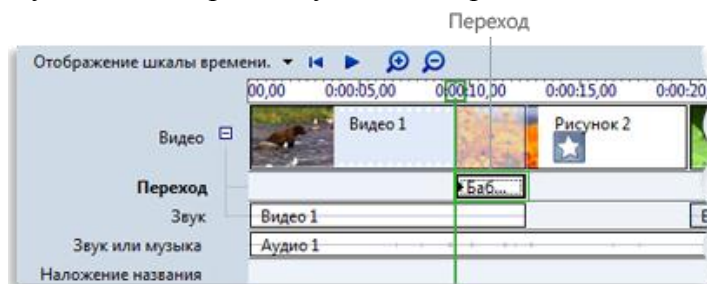 Переход
Отображение шкалы времени.
00,00 0:00:05,00 0:00:10,00 0:00:15,00 0:00:20
Видео Видео 1 Рисунок 2
Переход Баб...
Звук Видео 1
Звук или музыка Аудио 1
Наложение названия